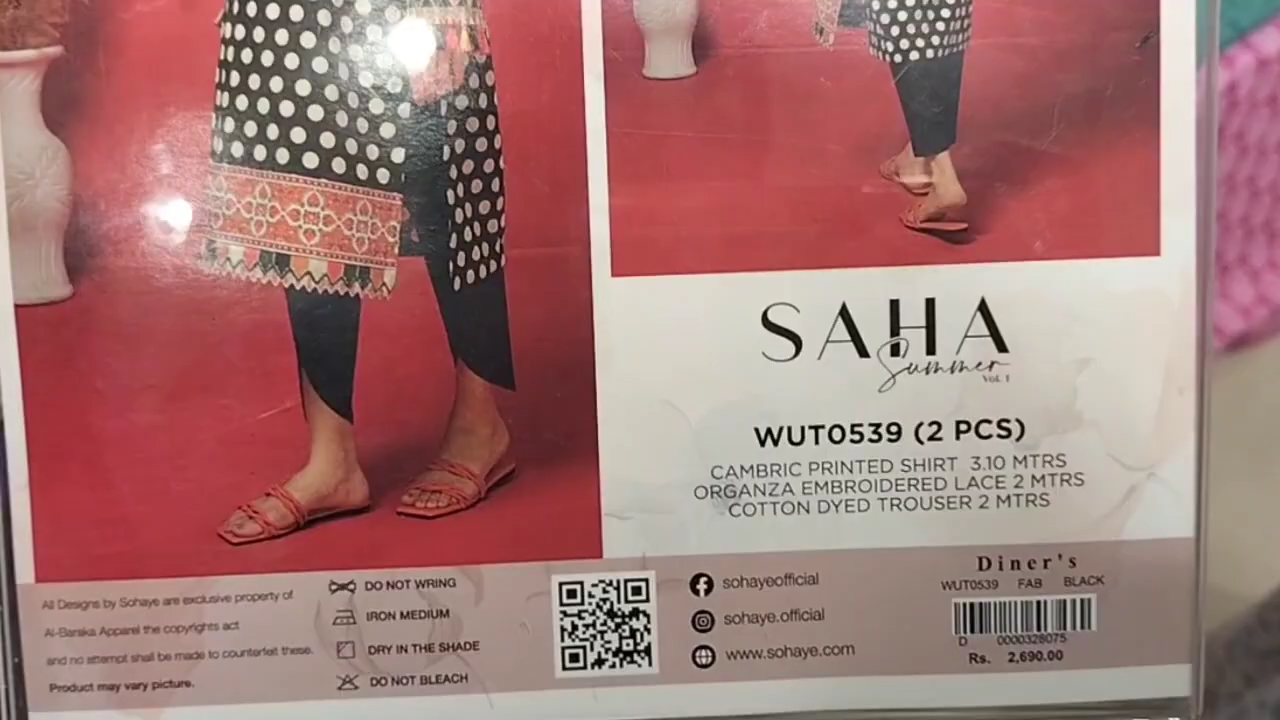 SAHA
Summer
Vol. 1
WUT0539 (2 PCS)
CAMBRIC PRINTED SHIRT 3.10 MTRS
ORGANZA EMBROIDERED LACE 2 MTRS
COTTON DYED TROUSER 2 MTRS
All Designs by Sohaye are exclusive property of
Al-Baraka Apparel the copyrights act
and no attempt shall be made to counterfeit these.
Product may vary picture.
DO NOT WRING
IRON MEDIUM
DRY IN THE SHADE
DO NOT BLEACH
sohayeofficial
sohaye.official
www.sohaye.com
Diner's
WUT0539 FAB BLACK
D 0000328075
Rs. 2,690.00